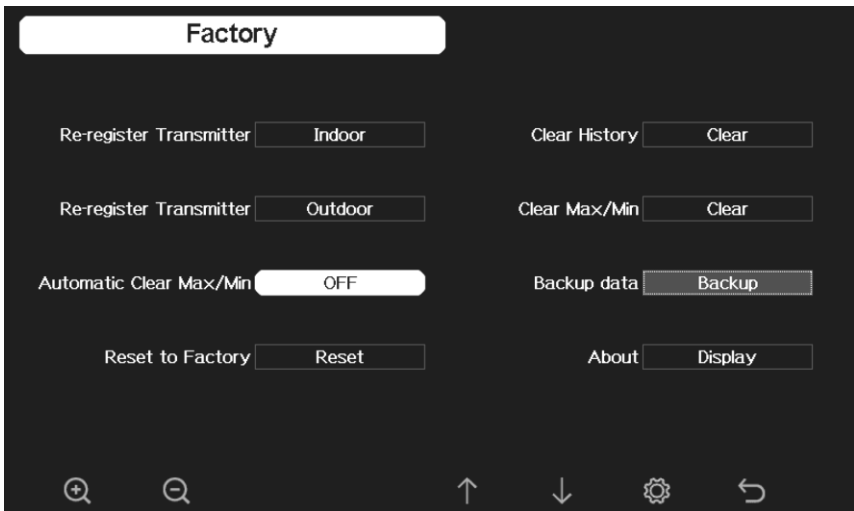 Factory
Re-register Transmitter Indoor Clear History Clear
Re-register Transmitter Outdoor Clear Max/Min Clear
Automatic Clear Max/Min OFF Backup data Backup
Reset to Factory Reset About Display